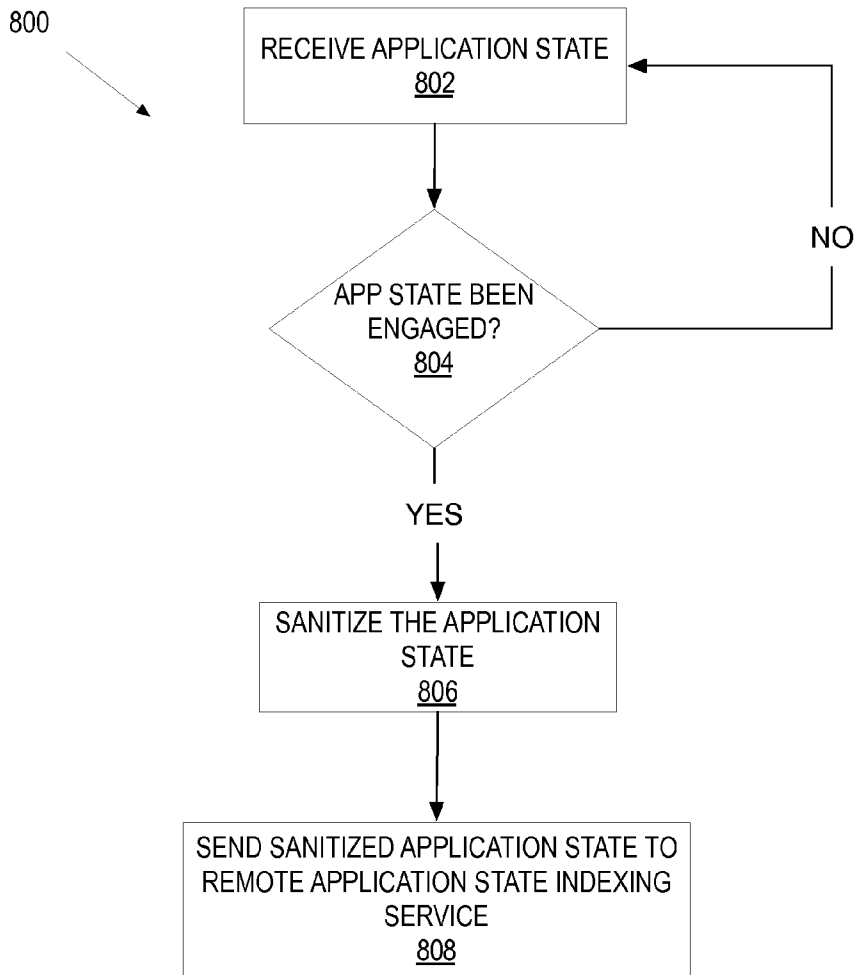 800
RECEIVE APPLICATION STATE
802
APP STATE BEEN
ENGAGED?
804
NO
YES
SANITIZE THE APPLICATION
STATE
806
SEND SANITIZED APPLICATION STATE TO
REMOTE APPLICATION STATE INDEXING
SERVICE
808